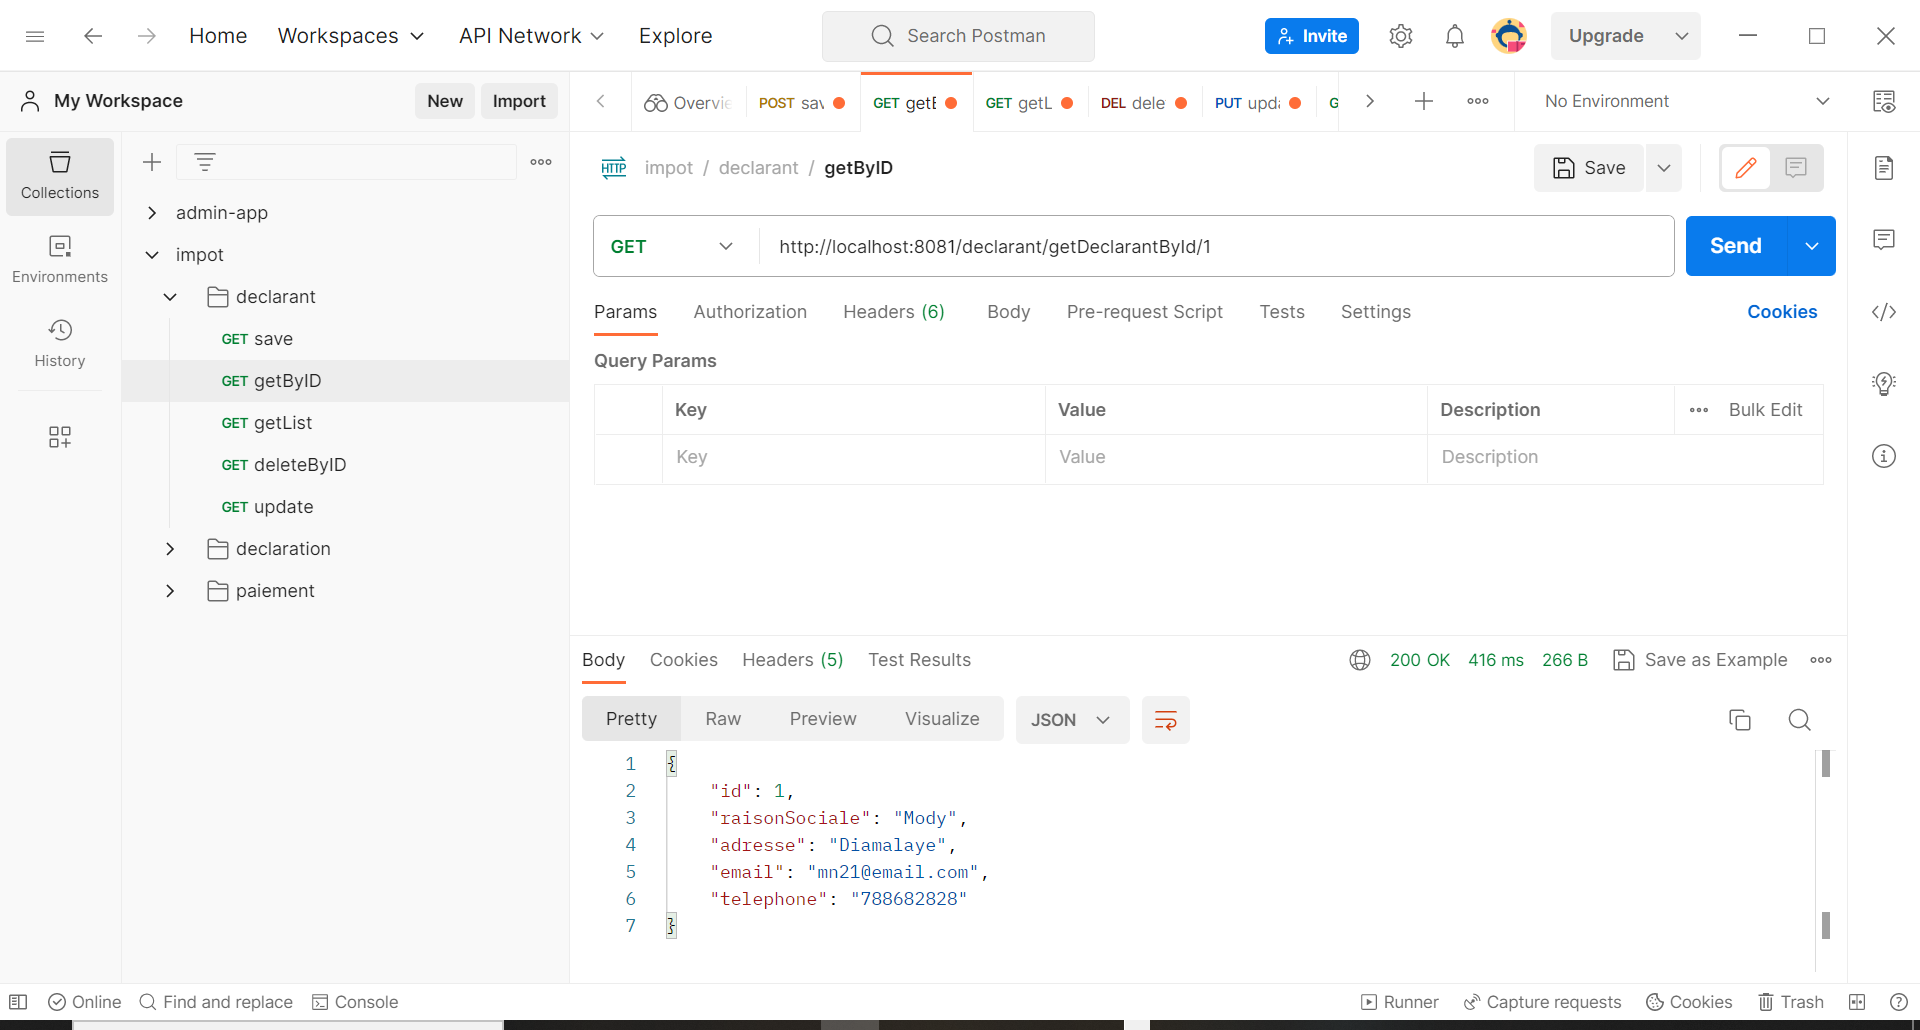 Home Workspaces API Network Explore Search Postman Invite Upgrade
My Workspace New Import
Overvie POST sav GET getE GET getL DEL dele PUT upda G No Environment
Collections
Environments
History
admin-app
impot
declarant
GET save
GET getByID
GET getList
GET deleteByID
GET update
declaration
paiement
HTTP impot / declarant / getByID Save
GET http://localhost:8081/declarant/getDeclarantById/1 Send
Params Authorization Headers (6) Body Pre-request Script Tests Settings Cookies
Query Params
Key Value Description Bulk Edit
Key Value Description
Body Cookies Headers (5) Test Results 200 OK 416 ms 266 B Save as Example
Pretty Raw Preview Visualize JSON
1 {
2 "id": 1,
3 "raisonSociale": "Mody",
4 "adresse": "Diamalaye",
5 "email": "mn21@email.com",
6 "telephone": "788682828"
7 }
Online Find and replace Console Runner Capture requests Cookies Trash